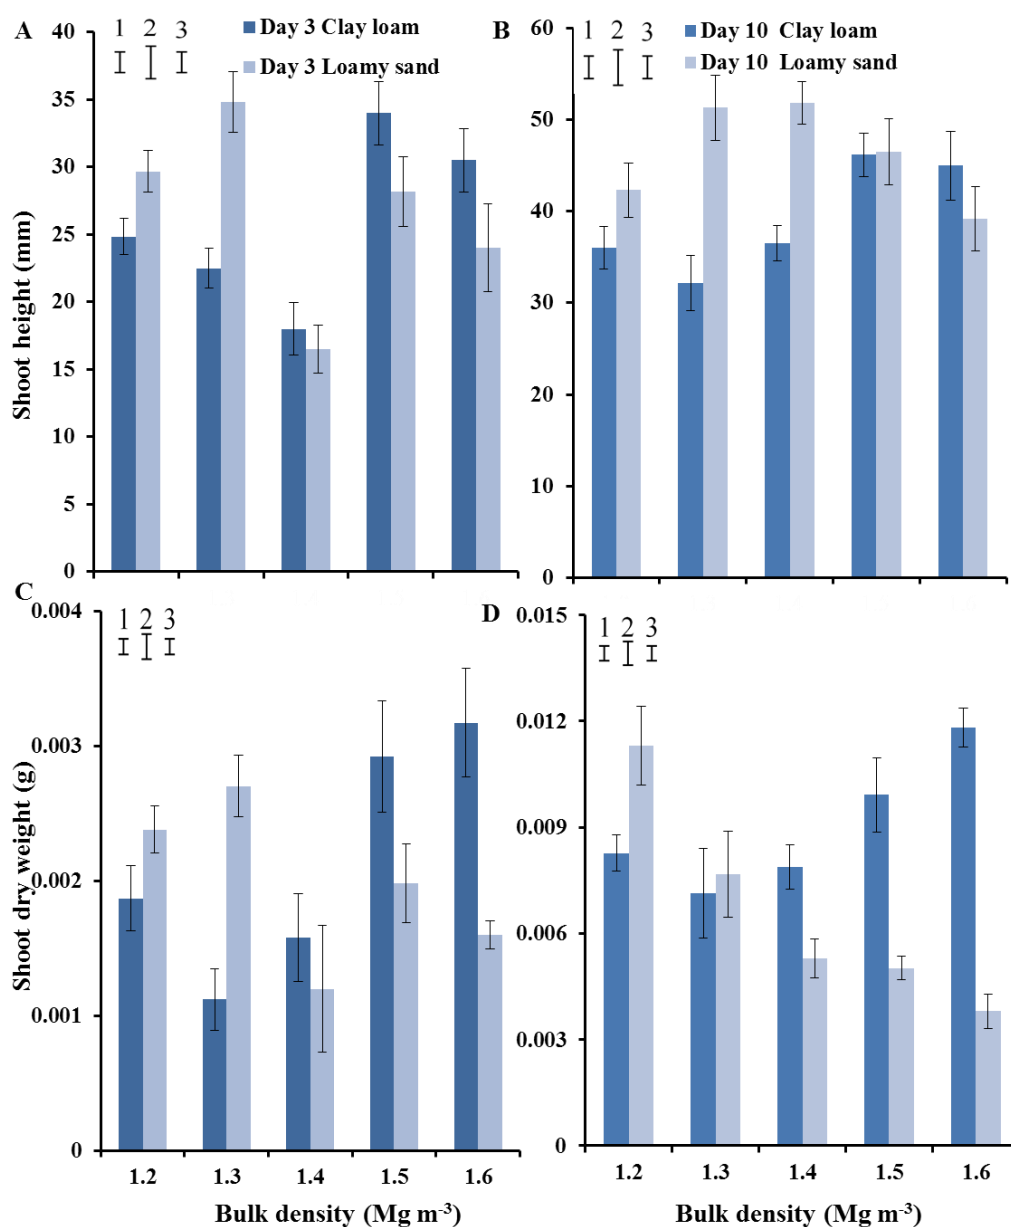 A
1 2 3
Day 3 Clay loam
Day 3 Loamy sand
40
35
30
25
20
15
10
5
0
Shoot height (mm)
B
1 2 3
Day 10 Clay loam
Day 10 Loamy sand
60
50
40
30
20
10
0
C
1 2 3
0.004
0.003
0.002
0.001
0
Shoot dry weight (g)
1.2 1.3 1.4 1.5 1.6
Bulk density (Mg m⁻³)
D
1 2 3
0.015
0.012
0.009
0.006
0.003
0
1.2 1.3 1.4 1.5 1.6
Bulk density (Mg m⁻³)